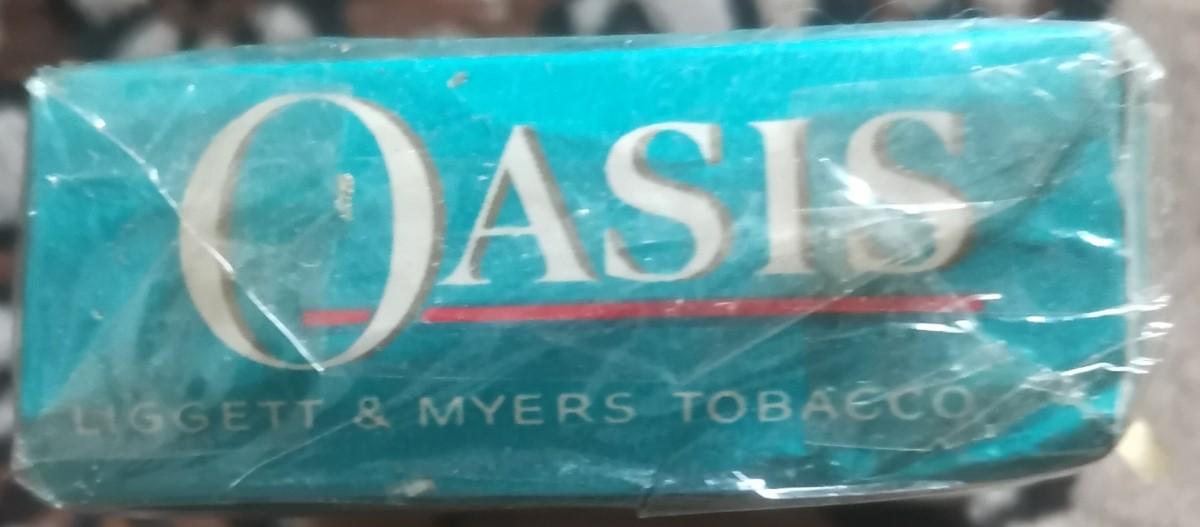 OASIS
LIGGETT & MYERS TOBACCO